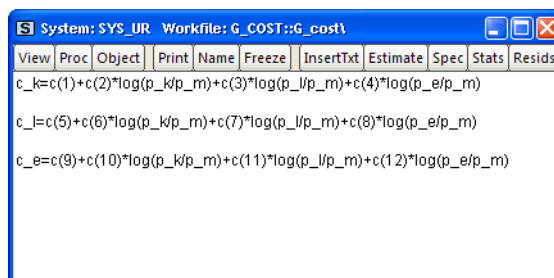 S System: SYS_UR Workfile: G_COST::G_cost\
View Proc Object Print Name Freeze InsertTxt Estimate Spec Stats Resids
c_k=c(1)+c(2)*log(p_k/p_m)+c(3)*log(p_l/p_m)+c(4)*log(p_e/p_m)
c_l=c(5)+c(6)*log(p_k/p_m)+c(7)*log(p_l/p_m)+c(8)*log(p_e/p_m)
c_e=c(9)+c(10)*log(p_k/p_m)+c(11)*log(p_l/p_m)+c(12)*log(p_e/p_m)